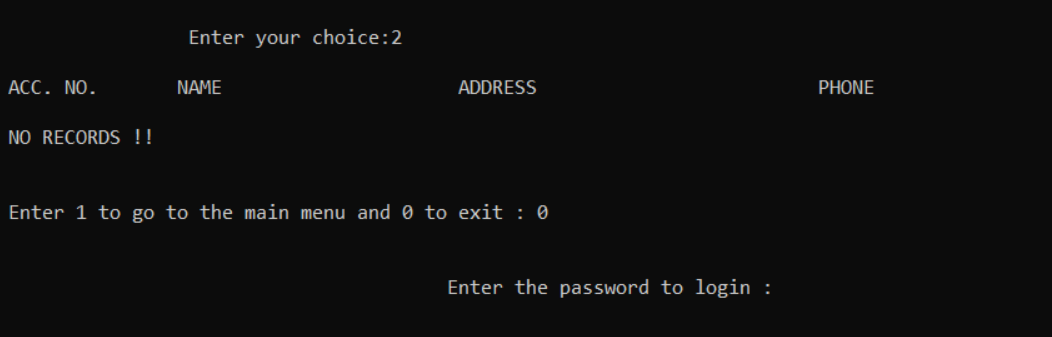 Enter your choice:2
ACC. NO. NAME ADDRESS PHONE
NO RECORDS !!
Enter 1 to go to the main menu and 0 to exit : 0
Enter the password to login :